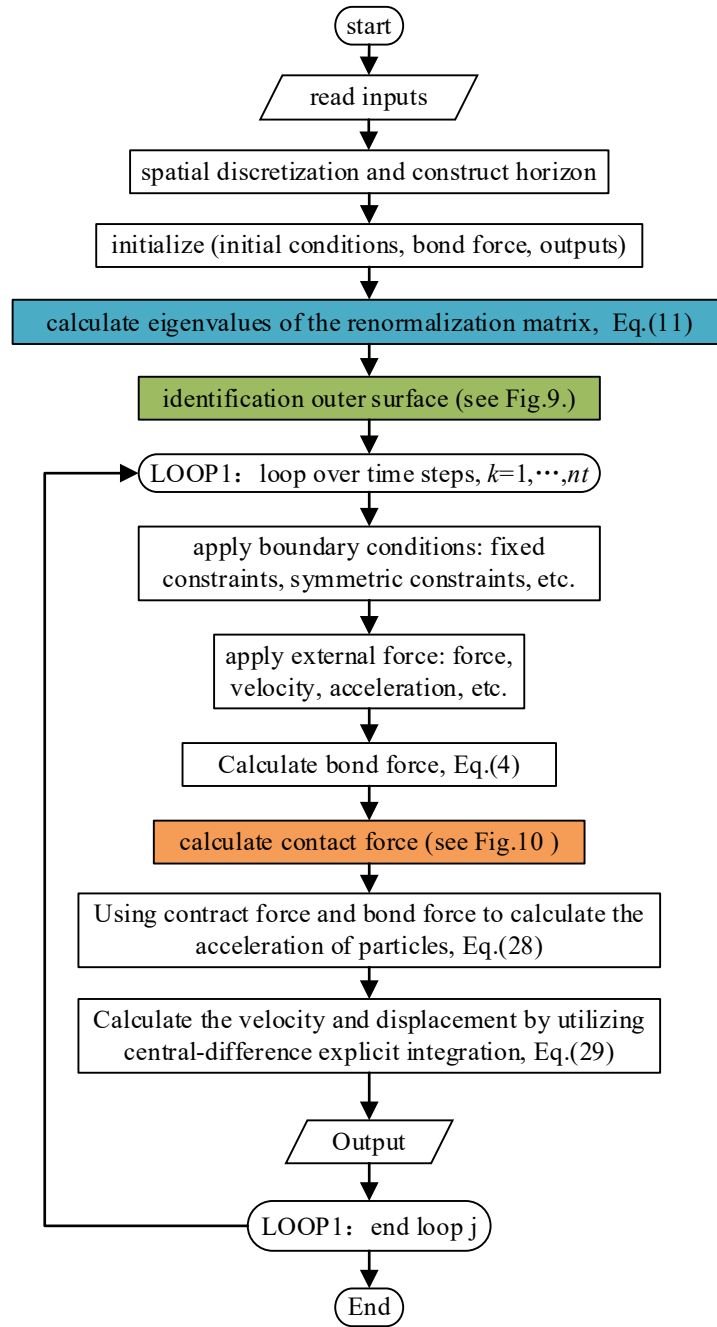 start
read inputs
spatial discretization and construct horizon
initialize (initial conditions, bond force, outputs)
calculate eigenvalues of the renormalization matrix, Eq.(11)
identification outer surface (see Fig.9.)
LOOP1：loop over time steps, k=1,⋯,nt
apply boundary conditions: fixed
constraints, symmetric constraints, etc.
apply external force: force,
velocity, acceleration, etc.
Calculate bond force, Eq.(4)
calculate contact force (see Fig.10 )
Using contract force and bond force to calculate the
acceleration of particles, Eq.(28)
Calculate the velocity and displacement by utilizing
central-difference explicit integration, Eq.(29)
Output
LOOP1：end loop j
End